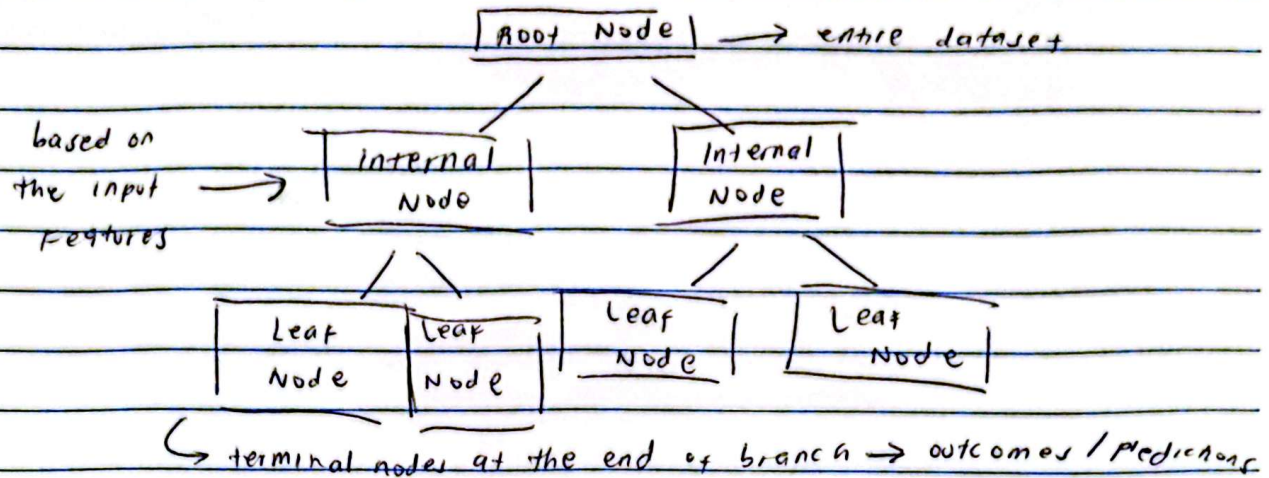 Root Node → entire dataset
based on
the input →
Features
Internal
Node
Internal
Node
Leaf
Node
Leaf
Node
Leaf
Node
Leaf
Node
↳ terminal nodes at the end of branch → outcomes / predictions